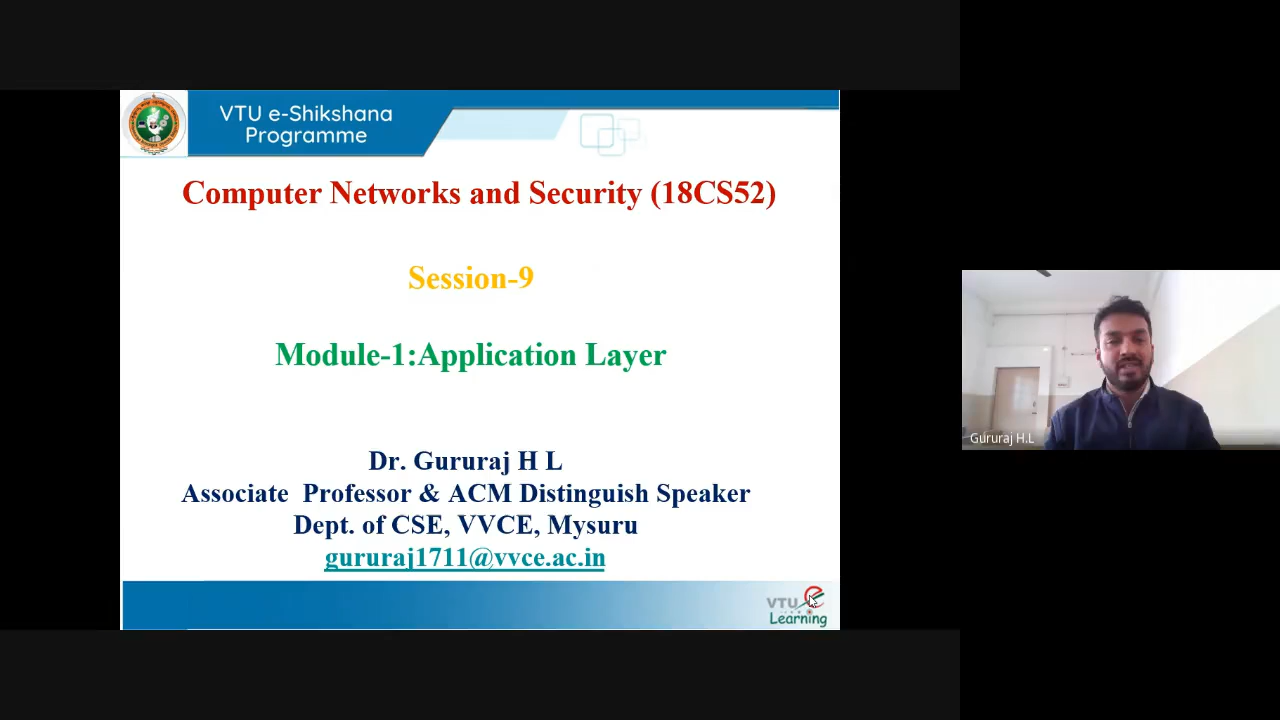 VTU e-Shikshana
Programme
Computer Networks and Security (18CS52)
Session-9
Module-1:Application Layer
Dr. Gururaj H L
Associate Professor & ACM Distinguish Speaker
Dept. of CSE, VVCE, Mysuru
gururaj1711@vvce.ac.in
VTU e
Learning
Gururaj H.L